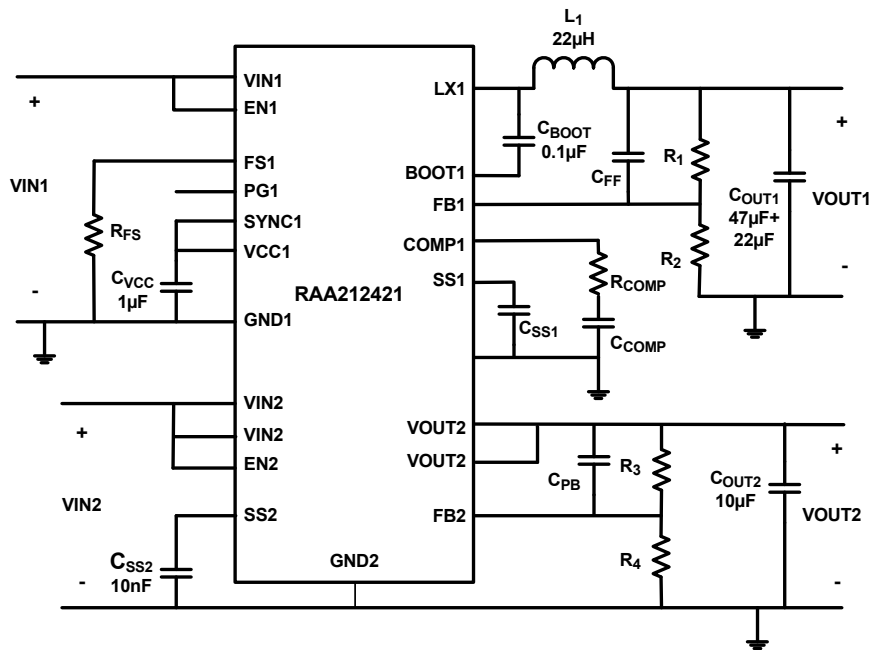 L1
22µH
VIN1
EN1
LX1
+
+
CBOOT
0.1µF
R1
FS1
CFF
BOOT1
COUT1
47µF+
22µF
VIN1
PG1
VOUT1
FB1
SYNC1
RFS
COMP1
R2
VCC1
CVCC
1µF
RAA212421
SS1
RCOMP
-
-
GND1
CSS1
CCOMP
VIN2
VOUT2
+
+
VIN2
VOUT2
R3
EN2
CPB
COUT2
10µF
VIN2
VOUT2
SS2
FB2
CSS2
10nF
GND2
R4
-
-